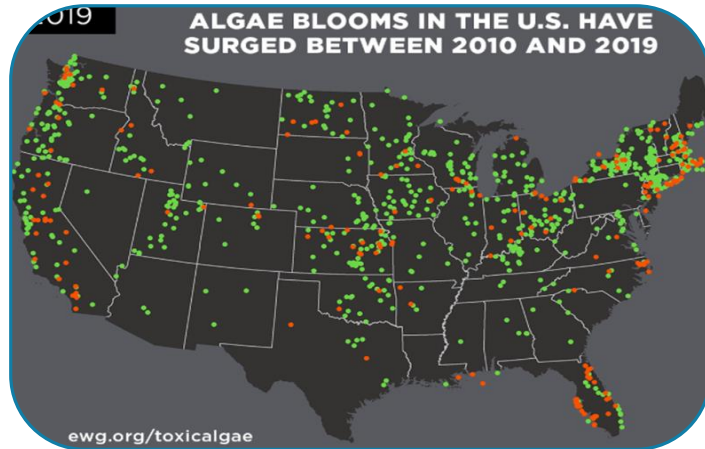 2019
ALGAE BLOOMS IN THE U.S. HAVE
SURGED BETWEEN 2010 AND 2019
ewg.org/toxicalgae